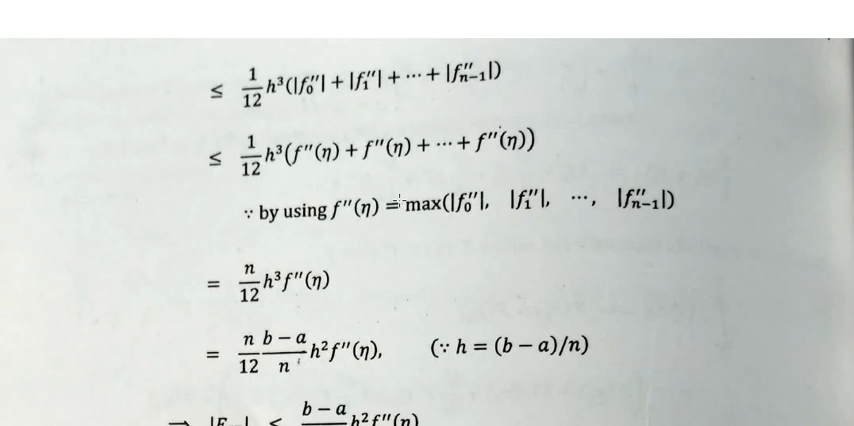 ≤ 1/12 h³(|f₀″| + |f₁″| + ⋯ + |f″ₙ₋₁|)
≤ 1/12 h³(f″(η) + f″(η) + ⋯ + f″(η))
∵ by using f″(η) = max(|f₀″|, |f₁″|, ⋯, |f″ₙ₋₁|)
= n/12 h³f″(η)
= n/12 (b − a)/n h²f″(η), (∵ h = (b − a)/n)
⇒ |E | ≤ (b − a)/ h²f″(η)